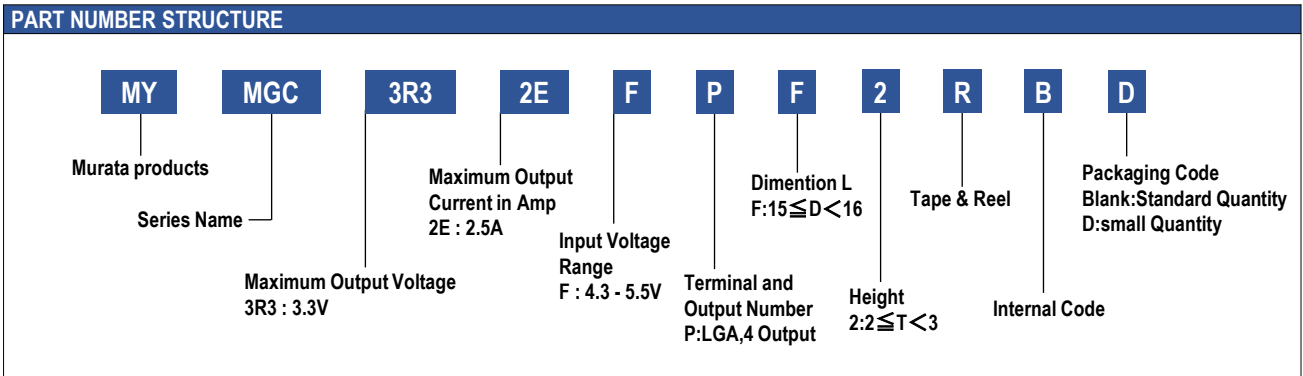 PART NUMBER STRUCTURE
MY MGC 3R3 2E F P F 2 R B D
Murata products
Series Name
Maximum Output Voltage
3R3 : 3.3V
Maximum Output
Current in Amp
2E : 2.5A
Input Voltage
Range
F : 4.3 - 5.5V
Terminal and
Output Number
P:LGA,4 Output
Dimention L
F:15≦D<16
Height
2:2≦T<3
Tape & Reel
Internal Code
Packaging Code
Blank:Standard Quantity
D:small Quantity